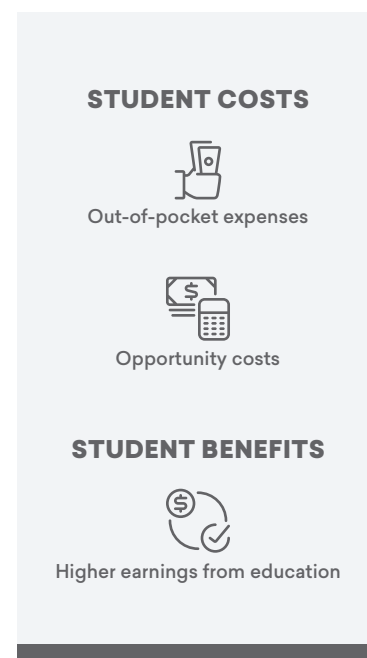 STUDENT COSTS
Out-of-pocket expenses
$
Opportunity costs
STUDENT BENEFITS
$
Higher earnings from education